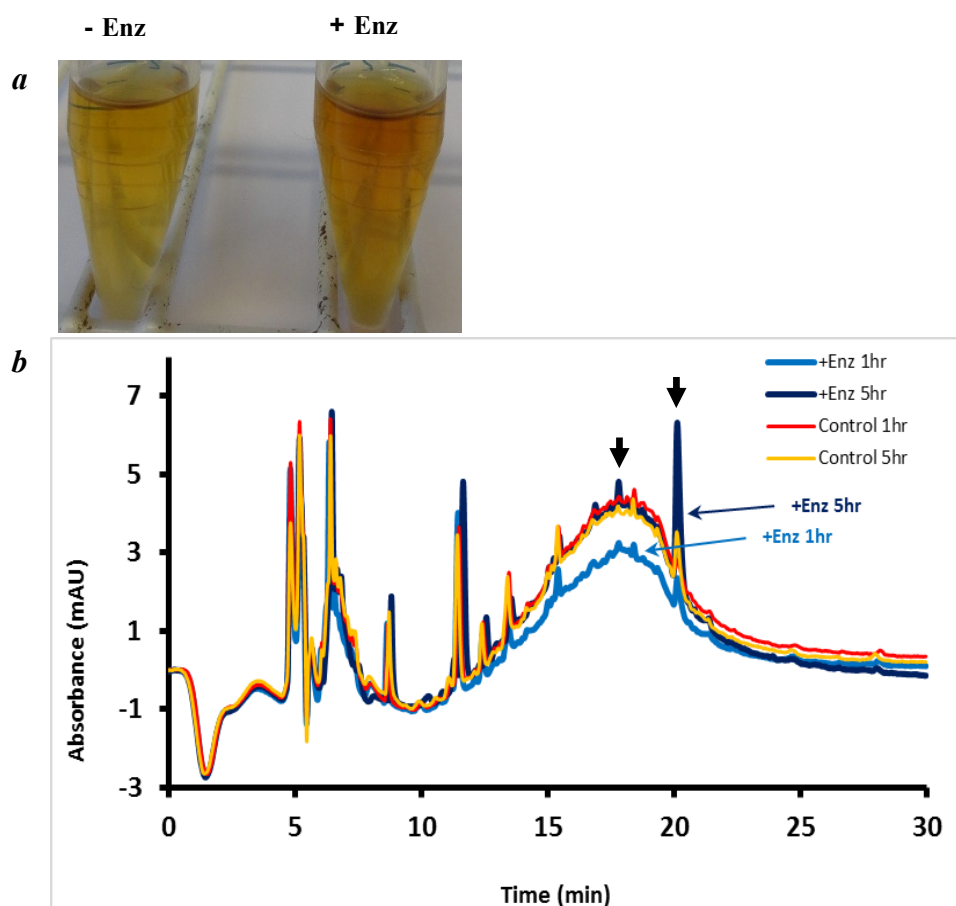 - Enz + Enz
a
b
+Enz 1hr
+Enz 5hr
Control 1hr
Control 5hr
7
5
3
1
-1
-3
+Enz 5hr
+Enz 1hr
Absorbance (mAU)
0 5 10 15 20 25 30
Time (min)